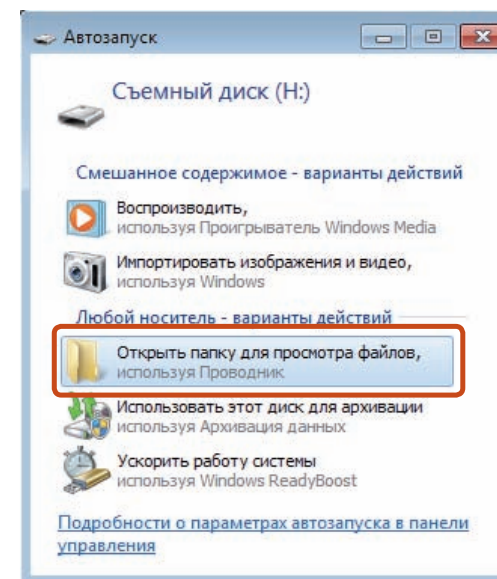 Автозапуск
Съемный диск (H:)
Смешанное содержимое - варианты действий
Воспроизводить,
используя Проигрыватель Windows Media
Импортировать изображения и видео,
используя Windows
Любой носитель - варианты действий
Открыть папку для просмотра файлов,
используя Проводник
Использовать этот диск для архивации
используя Архивация данных
Ускорить работу системы
используя Windows ReadyBoost
Подробности о параметрах автозапуска в панели
управления